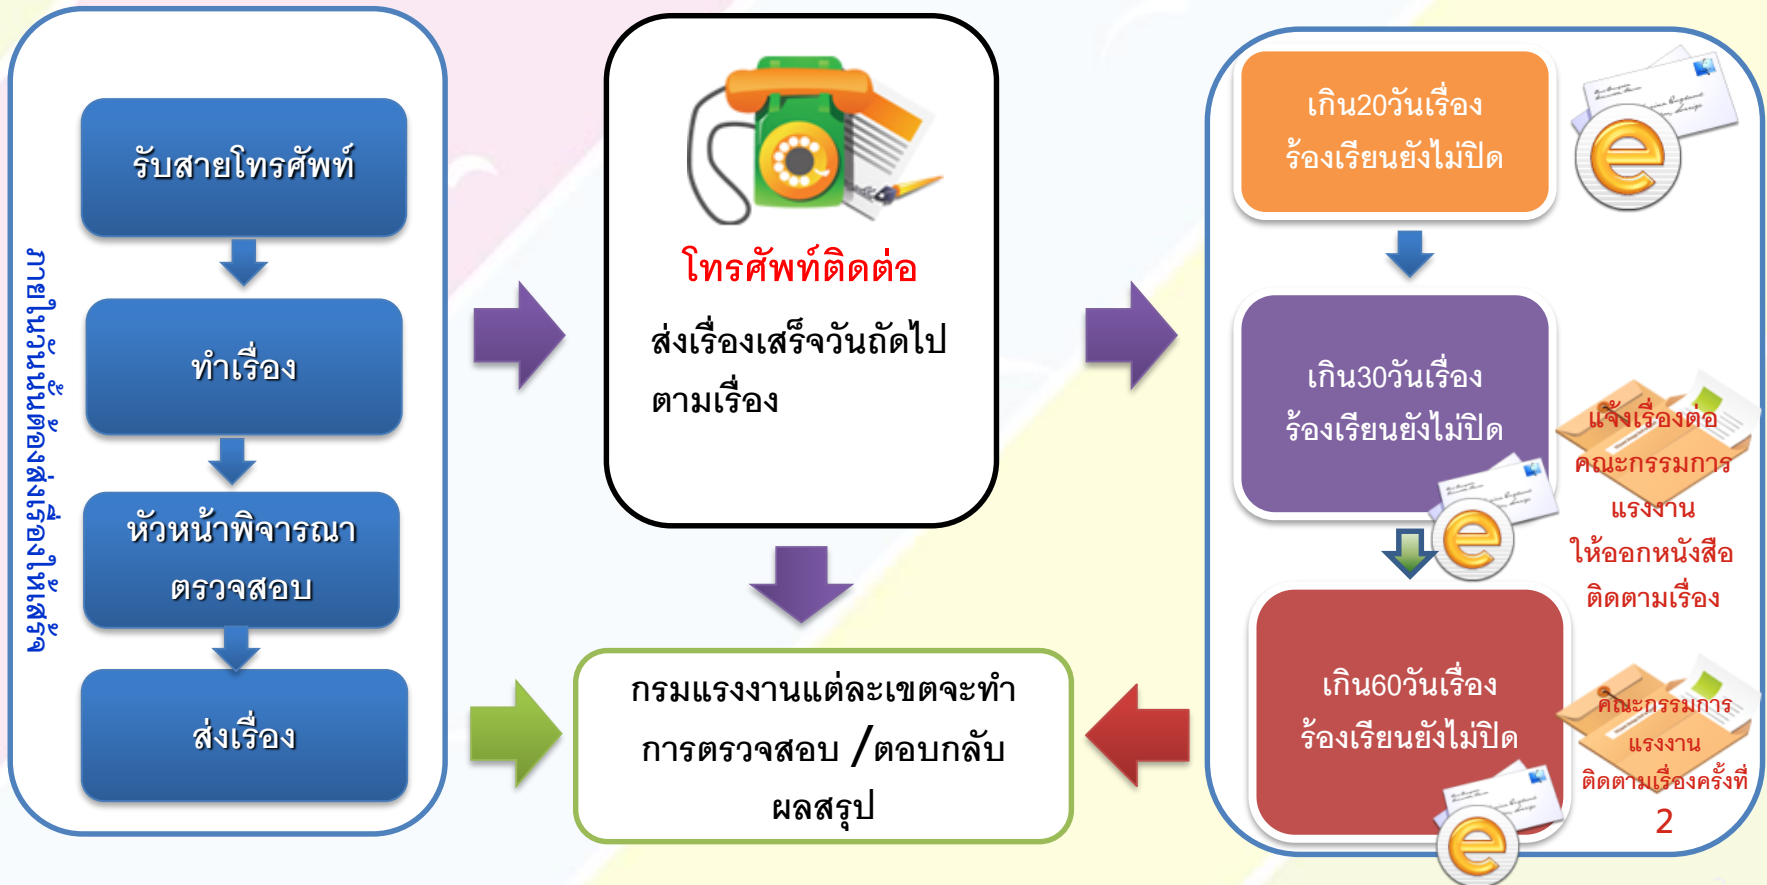 ภายในวันนั้นต้องส่งเรื่องให้เสร็จ
รับสายโทรศัพท์
ทำเรื่อง
หัวหน้าพิจารณา
ตรวจสอบ
ส่งเรื่อง
โทรศัพท์ติดต่อ
ส่งเรื่องเสร็จวันถัดไป
ตามเรื่อง
กรมแรงงานแต่ละเขตจะทำ
การตรวจสอบ /ตอบกลับ
ผลสรุป
เกิน20วันเรื่อง
ร้องเรียนยังไม่ปิด
เกิน30วันเรื่อง
ร้องเรียนยังไม่ปิด
แจ้งเรื่องต่อ
คณะกรรมการ
แรงงาน
ให้ออกหนังสือ
ติดตามเรื่อง
เกิน60วันเรื่อง
ร้องเรียนยังไม่ปิด
คณะกรรมการ
แรงงาน
ติดตามเรื่องครั้งที่
2